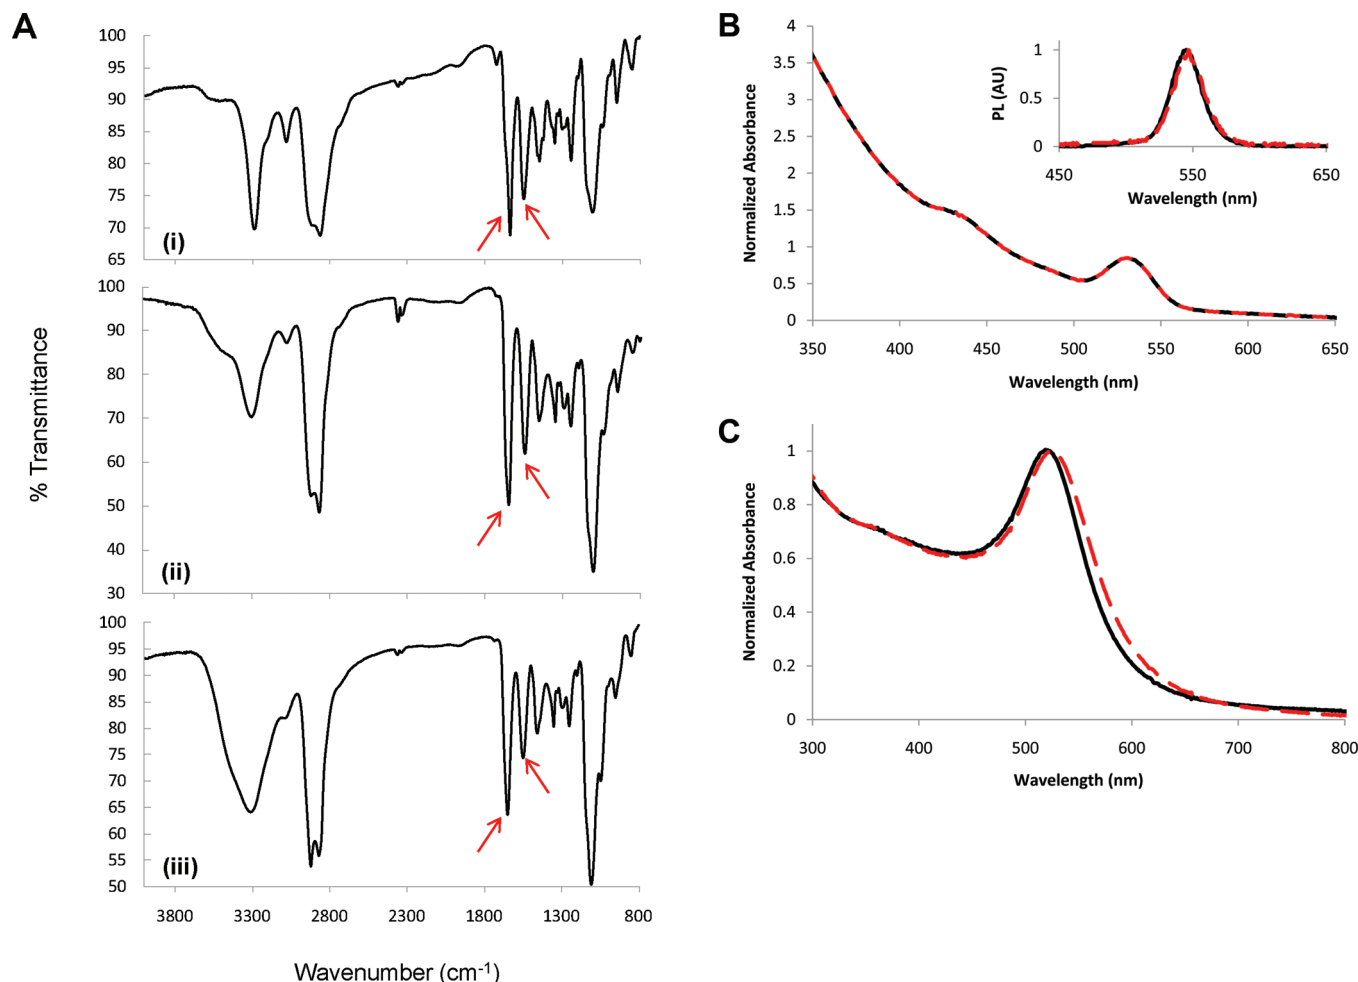 A
100
95
90
85
80
75
70
65
(i)
100
90
80
70
60
50
40
30
(ii)
100
95
90
85
80
75
70
65
60
55
50
(iii)
3800 3300 2800 2300 1800 1300 800
% Transmittance
Wavenumber (cm⁻¹)
B
4
3.5
3
2.5
2
1.5
1
0.5
0
350 400 450 500 550 600 650
Normalized Absorbance
Wavelength (nm)
1
0.5
0
450 550 650
PL (AU)
Wavelength (nm)
C
1
0.8
0.6
0.4
0.2
0
300 400 500 600 700 800
Normalized Absorbance
Wavelength (nm)